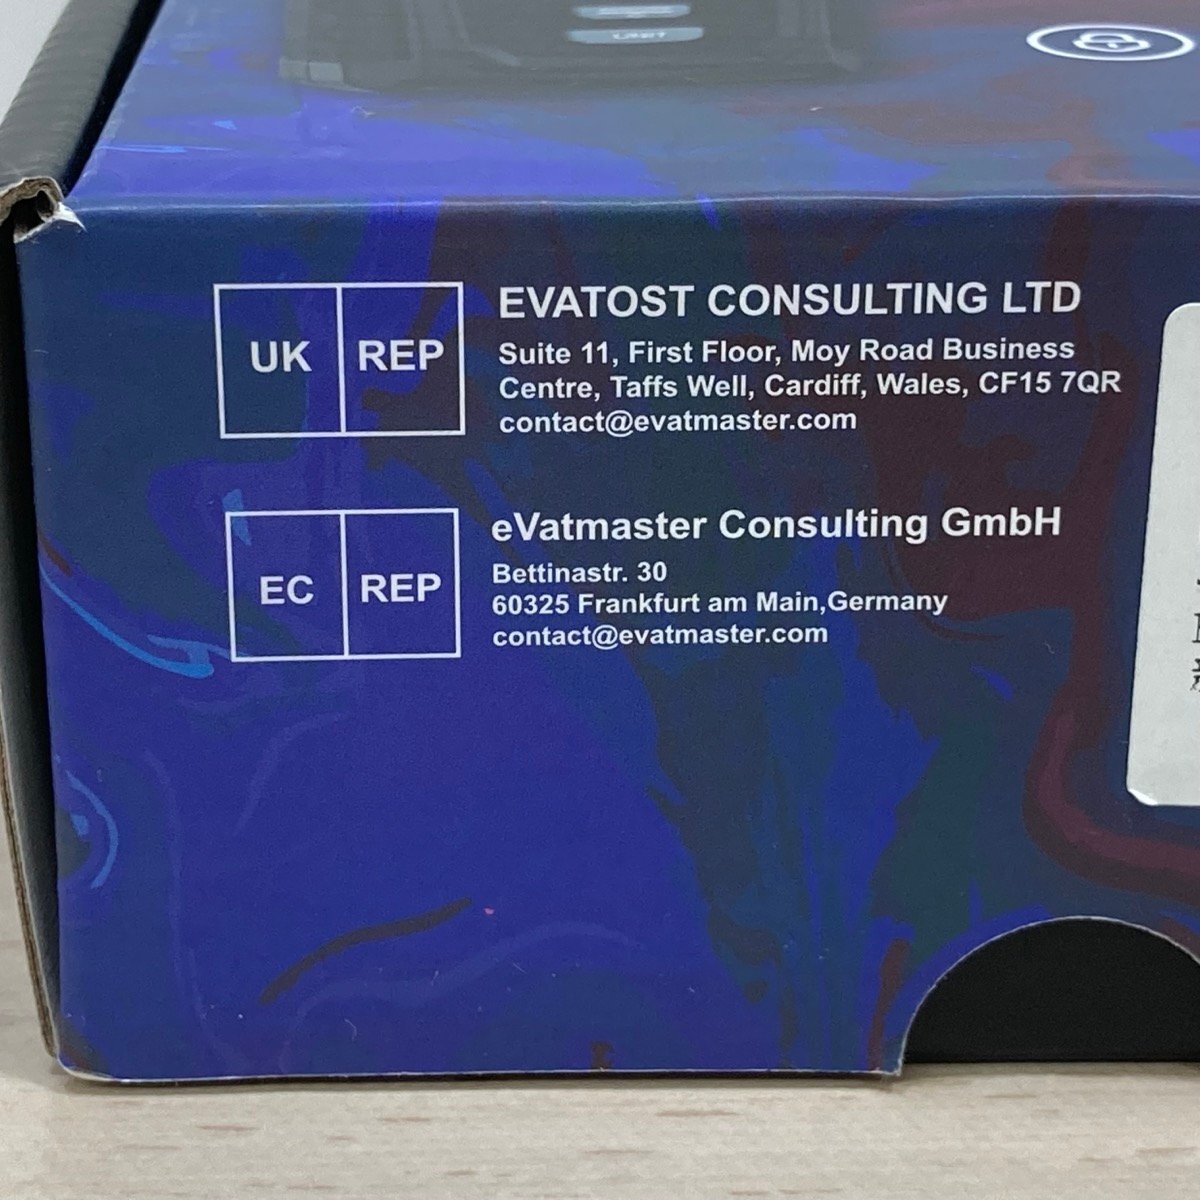 UNIT
UK REP
EVATOST CONSULTING LTD
Suite 11, First Floor, Moy Road Business
Centre, Taffs Well, Cardiff, Wales, CF15 7QR
contact@evatmaster.com
EC REP
eVatmaster Consulting GmbH
Bettinastr. 30
60325 Frankfurt am Main,Germany
contact@evatmaster.com